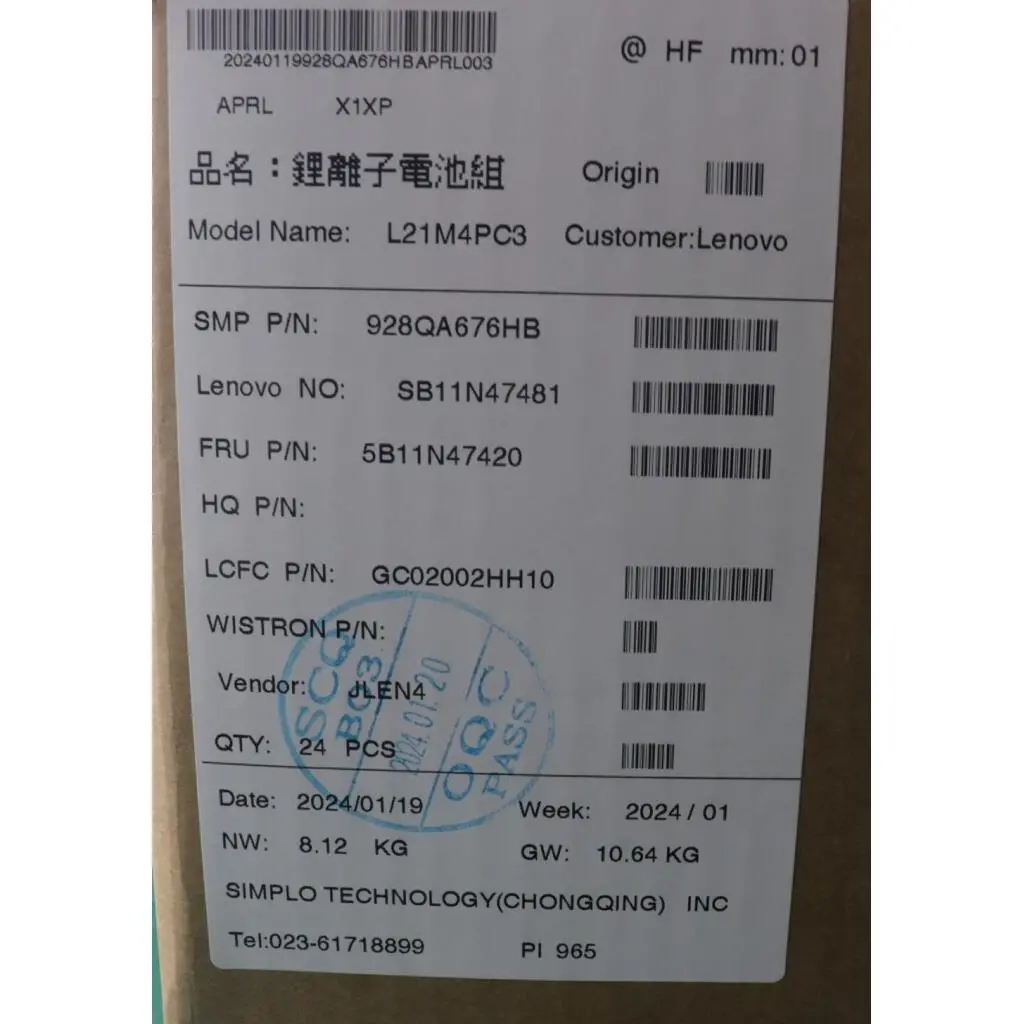 20240119928QA676HBAPRL003
@ HF mm: 01
APRL X1XP
品名：鋰離子電池組 Origin
Model Name: L21M4PC3 Customer:Lenovo
SMP P/N: 928QA676HB
Lenovo NO: SB11N47481
FRU P/N: 5B11N47420
HQ P/N:
LCFC P/N: GC02002HH10
WISTRON P/N:
Vendor: JLEN4
QTY: 24 PCS
SCQ
B03
2024.01.20
OQC
PASS
Date: 2024/01/19 Week: 2024 / 01
NW: 8.12 KG GW: 10.64 KG
SIMPLO TECHNOLOGY(CHONGQING) INC
Tel:023-61718899 PI 965